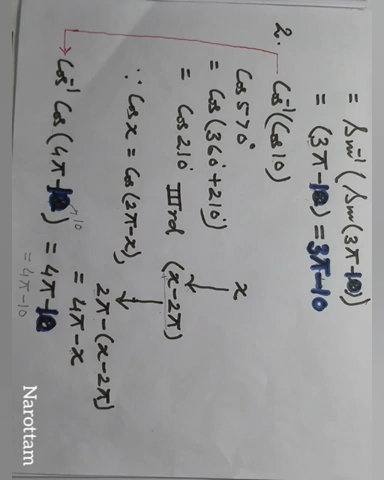 = Sin⁻¹(Sin(3π-10))
= (3π-10) = 3π-10
2. Cos⁻¹(Cos10)
Cos 570°
= Cos(360°+210°)
= Cos 210° IIIrd
x
(x-2π)
∵ Cos x = Cos(2π-x),
2π-(x-2π)
= 4π-x
Cos⁻¹ Cos(4π-10) = 4π-10
10
= 4π-10
Narottam